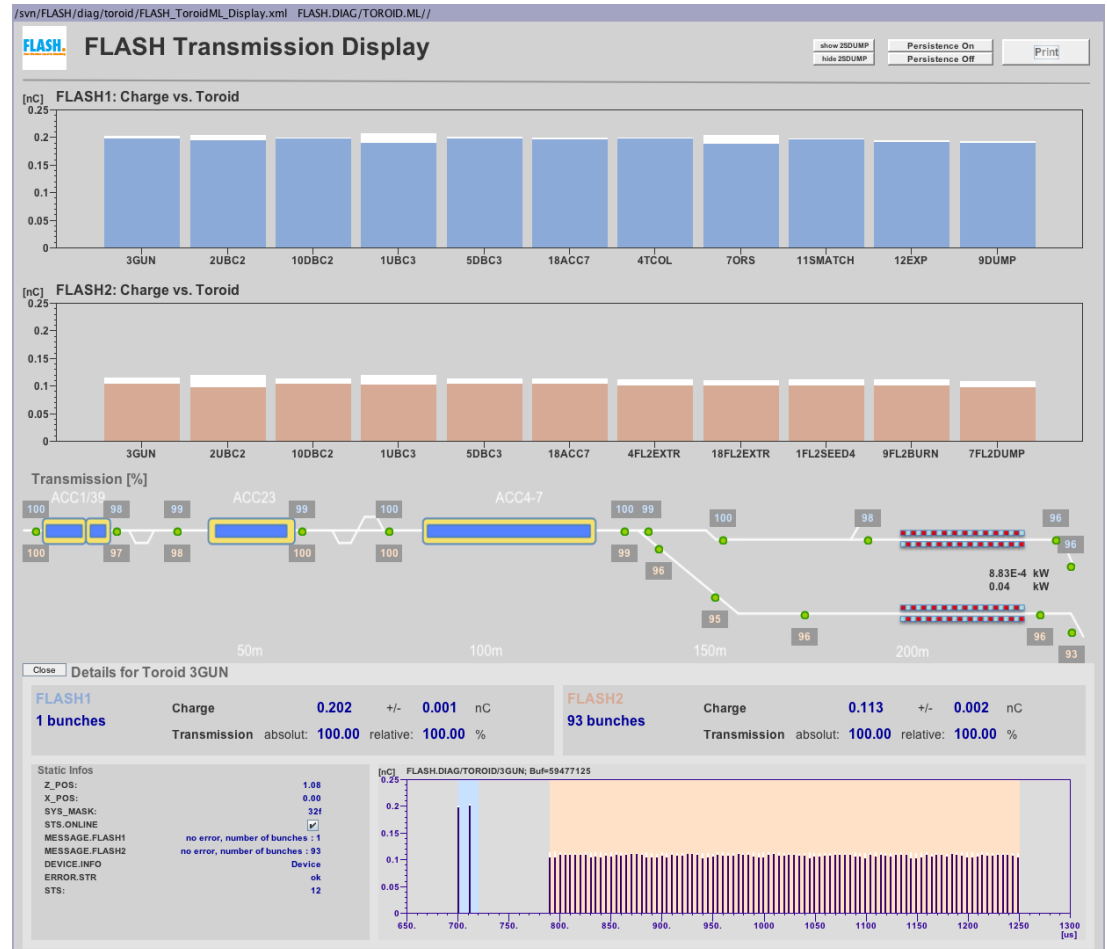 /svn/FLASH/diag/toroid/FLASH_ToroidML_Display.xml FLASH.DIAG/TOROID.ML//
FLASH.
FLASH Transmission Display
show 2SDUMP
hide 2SDUMP
Persistence On
Persistence Off
Print
[nC] FLASH1: Charge vs. Toroid
0.25
0.2
0.15
0.1
0.05
0
3GUN 2UBC2 10DBC2 1UBC3 5DBC3 18ACC7 4TCOL 7ORS 11SMATCH 12EXP 9DUMP
[nC] FLASH2: Charge vs. Toroid
0.25
0.2
0.15
0.1
0.05
0
3GUN 2UBC2 10DBC2 1UBC3 5DBC3 18ACC7 4FL2EXTR 18FL2EXTR 1FL2SEED4 9FL2BURN 7FL2DUMP
Transmission [%]
ACC1/39 ACC23 ACC4-7
100 98 99 99 100 100 99 100 98 96
96
100 97 98 100 100 99
96
8.83E-4 kW
0.04 kW
95 96 96 93
50m 100m 150m 200m
Close Details for Toroid 3GUN
FLASH1
1 bunches
Charge 0.202 +/- 0.001 nC
Transmission absolut: 100.00 relative: 100.00 %
FLASH2
93 bunches
Charge 0.113 +/- 0.002 nC
Transmission absolut: 100.00 relative: 100.00 %
Static Infos
Z_POS: 1.08
X_POS: 0.00
SYS_MASK: 32f
STS.ONLINE
MESSAGE.FLASH1 no error, number of bunches : 1
MESSAGE.FLASH2 no error, number of bunches : 93
DEVICE.INFO Device
ERROR.STR ok
STS: 12
[nC] FLASH.DIAG/TOROID/3GUN; Buf=59477125
0.25
0.2
0.15
0.1
0.05
0
650. 700. 750. 800. 850. 900. 950. 1000 1050 1100 1150 1200 1250 1300
[us]